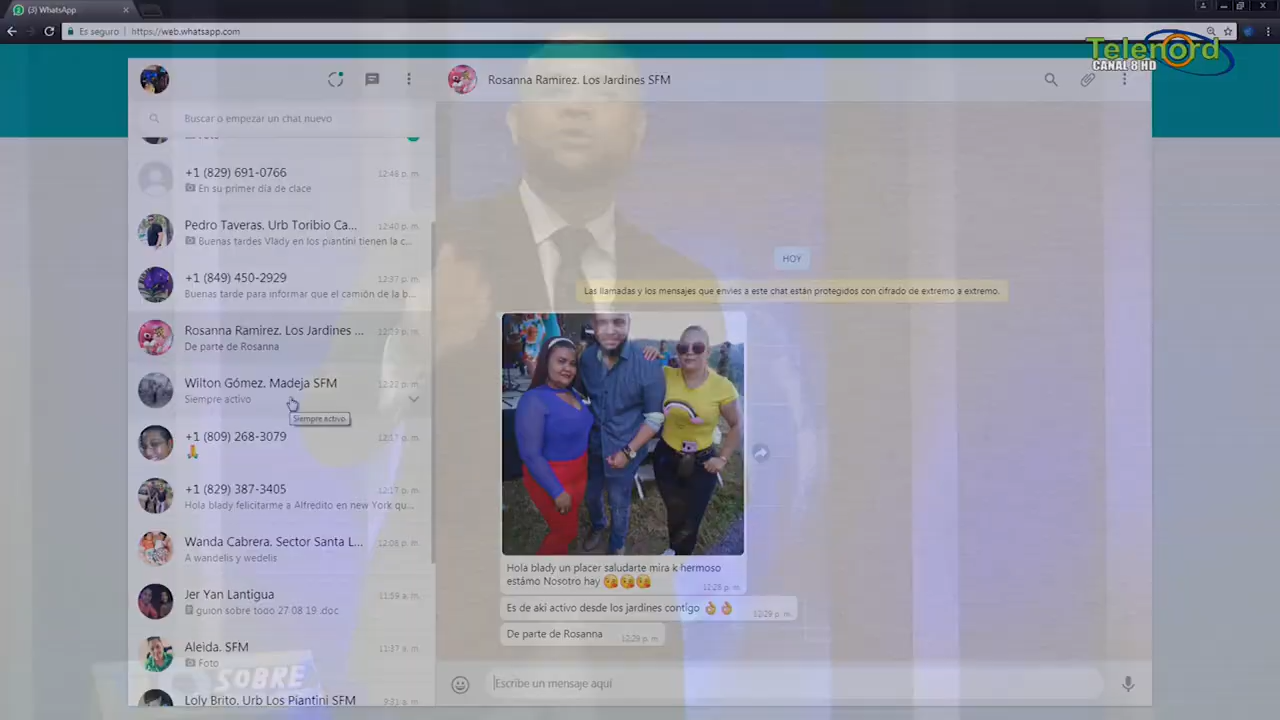 (3) WhatsApp
Es seguro
https://web.whatsapp.com
Telenord
CANAL 8 HD
Rosanna Ramirez. Los Jardines SFM
Buscar o empezar un chat nuevo
+1 (829) 691-0766
12:48 p. m.
En su primer día de clace
Pedro Taveras. Urb Toribio Ca...
12:40 p. m.
Buenas tardes Vlady en los piantini tienen la c...
+1 (849) 450-2929
12:37 p. m.
Buenas tarde para informar que el camión de la b...
Rosanna Ramirez. Los Jardines ...
12:29 p. m.
De parte de Rosanna
Wilton Gómez. Madeja SFM
12:22 p. m.
Siempre activo
Siempre activo
+1 (809) 268-3079
12:17 p. m.
🙏
+1 (829) 387-3405
12:17 p. m.
Hola blady felicitarme a Alfredito en new York qu...
Wanda Cabrera. Sector Santa L...
12:08 p. m.
A wandelis y wedelis
Jer Yan Lantigua
11:59 a. m.
guion sobre todo 27 08 19 .doc
Aleida. SFM
11:37 a. m.
Foto
Loly Brito. Urb Los Piantini SFM
9:31 a. m.
HOY
Las llamadas y los mensajes que envíes a este chat están protegidos con cifrado de extremo a extremo.
Hola blady un placer saludarte mira k hermoso
estámo Nosotro hay 😘😘😘
12:28 p. m.
Es de akí activo desde los jardines contígo 👌👌
12:29 p. m.
De parte de Rosanna
12:29 p. m.
Escribe un mensaje aquí
SOBRE